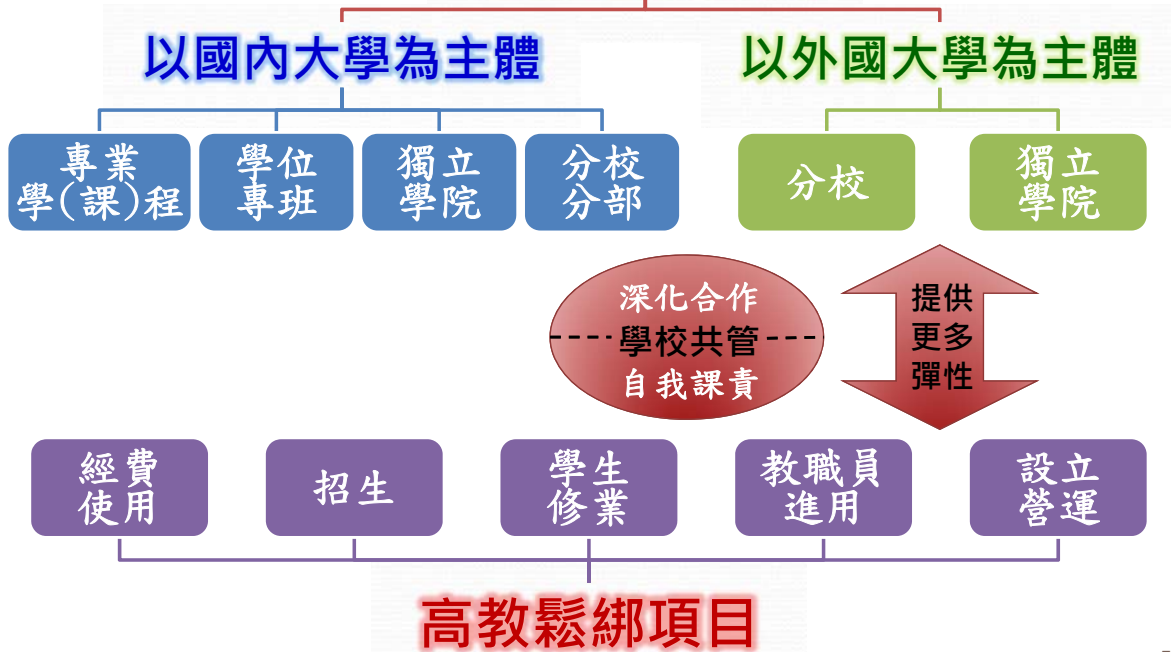 以國內大學為主體
以外國大學為主體
專業
學(課)程
學位
專班
獨立
學院
分校
分部
分校
獨立
學院
深化合作
學校共管
自我課責
提供
更多
彈性
經費
使用
招生
學生
修業
教職員
進用
設立
營運
高教鬆綁項目